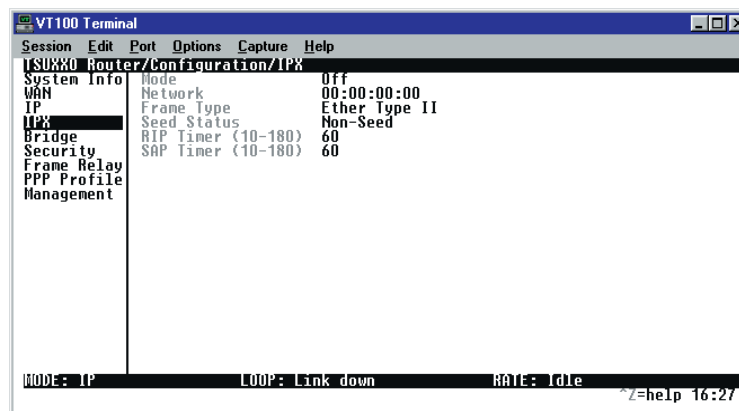 VT100 Terminal
Session Edit Port Options Capture Help
TSUXX0 Router/Configuration/IPX
System Info Mode Off
WAN Network 00:00:00:00
IP Frame Type Ether Type II
IPX Seed Status Non-Seed
Bridge RIP Timer (10-180) 60
Security SAP Timer (10-180) 60
Frame Relay
PPP Profile
Management
MODE: IP LOOP: Link down RATE: Idle
^Z=help 16:27